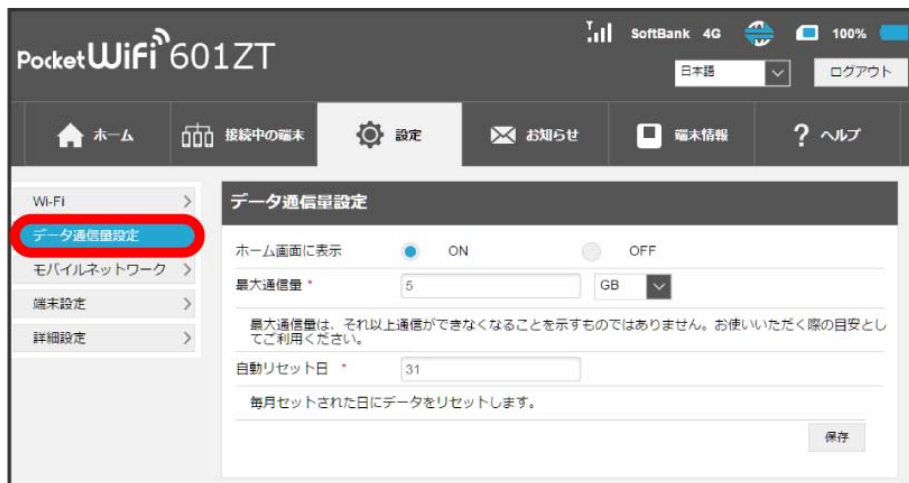 PocketWiFi 601ZT
SoftBank 4G 100%
日本語 ログアウト
ホーム 接続中の端末 設定 お知らせ 端末情報 ? ヘルプ
Wi-Fi
データ通信量設定
モバイルネットワーク
端末設定
詳細設定
データ通信量設定
ホーム画面に表示 ON OFF
最大通信量 * 5 GB
最大通信量は、それ以上通信ができなくなることを示すものではありません。お使いいただく際の目安とし
てご利用ください。
自動リセット日 * 31
毎月セットされた日にデータをリセットします。
保存